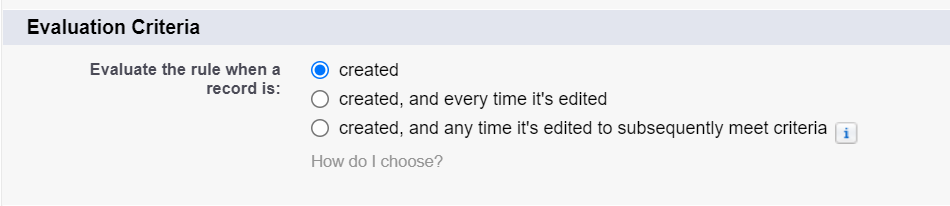 Evaluation Criteria
Evaluate the rule when a
record is:
created
created, and every time it's edited
created, and any time it's edited to subsequently meet criteria i
How do I choose?